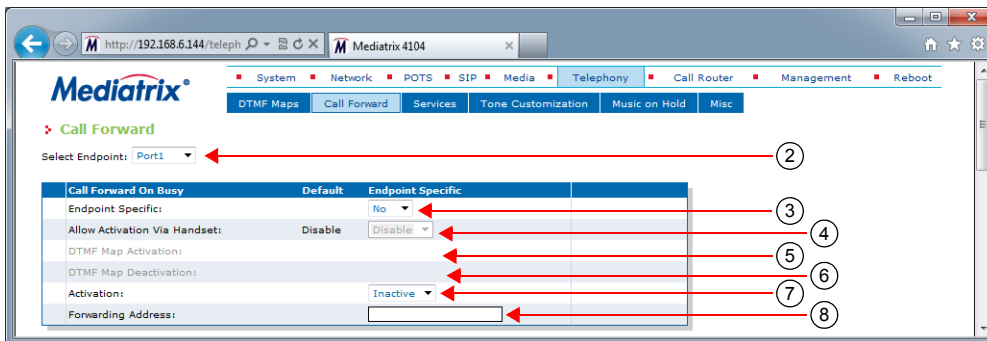 http://192.168.6.144/teleph
Mediatrix 4104
Mediatrix®
System Network POTS SIP Media Telephony Call Router Management Reboot
DTMF Maps Call Forward Services Tone Customization Music on Hold Misc
Call Forward
Select Endpoint: Port1
2
Call Forward On Busy Default Endpoint Specific
Endpoint Specific: No
3
Allow Activation Via Handset: Disable Disable
4
DTMF Map Activation:
5
DTMF Map Deactivation:
6
Activation: Inactive
7
Forwarding Address:
8